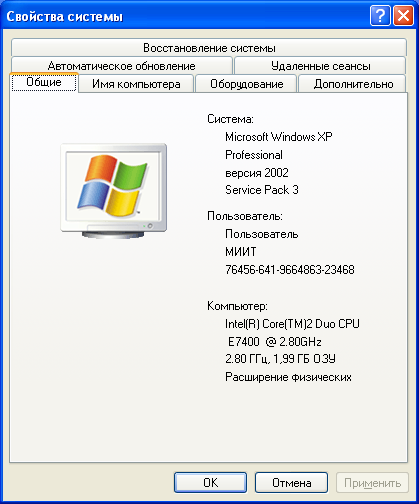 Свойства системы
Восстановление системы
Автоматическое обновление Удаленные сеансы
Общие Имя компьютера Оборудование Дополнительно
Система:
Microsoft Windows XP
Professional
версия 2002
Service Pack 3
Пользователь:
Пользователь
МИИТ
76456-641-9664863-23468
Компьютер:
Intel(R) Core(TM)2 Duo CPU
E7400 @ 2.80GHz
2.80 ГГц, 1,99 ГБ ОЗУ
Расширение физических
OK Отмена Применить